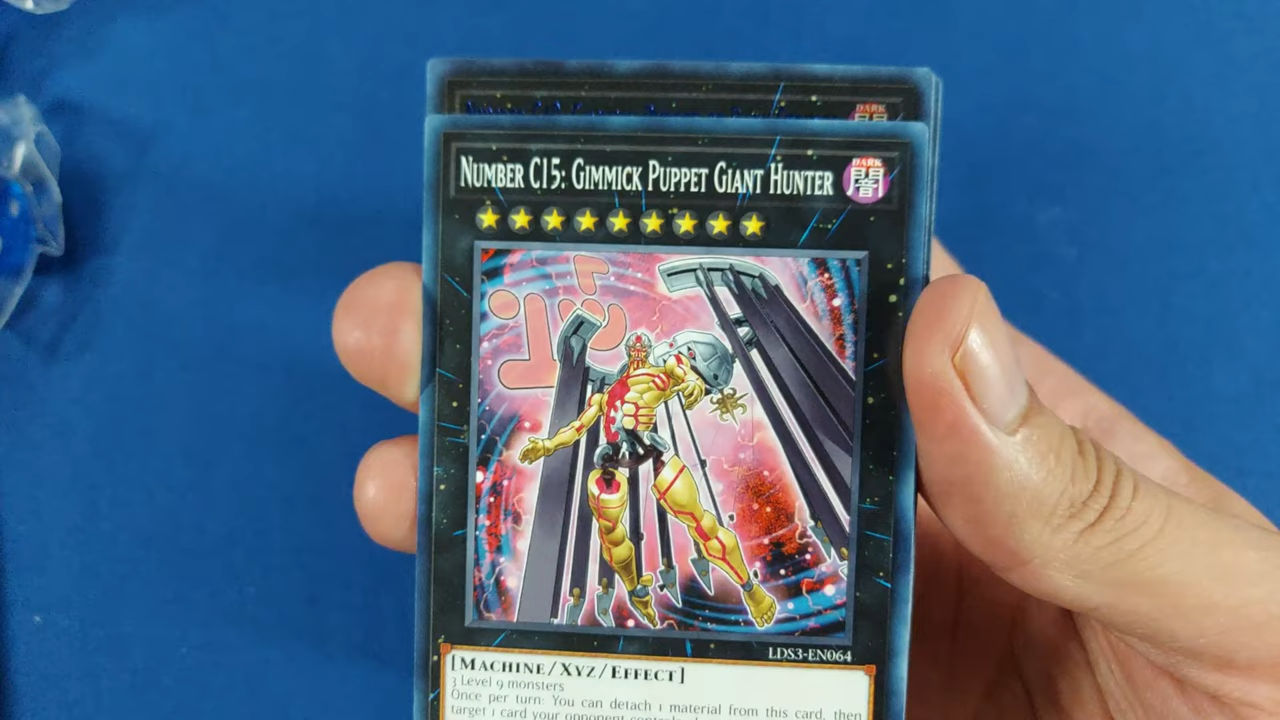 DARK
NUMBER C15: GIMMICK PUPPET GIANT HUNTER
DARK
闇
LDS3-EN064
[MACHINE/XYZ/EFFECT]
3 Level 9 monsters
Once per turn: You can detach 1 material from this card, then
target 1 card your opponent controls